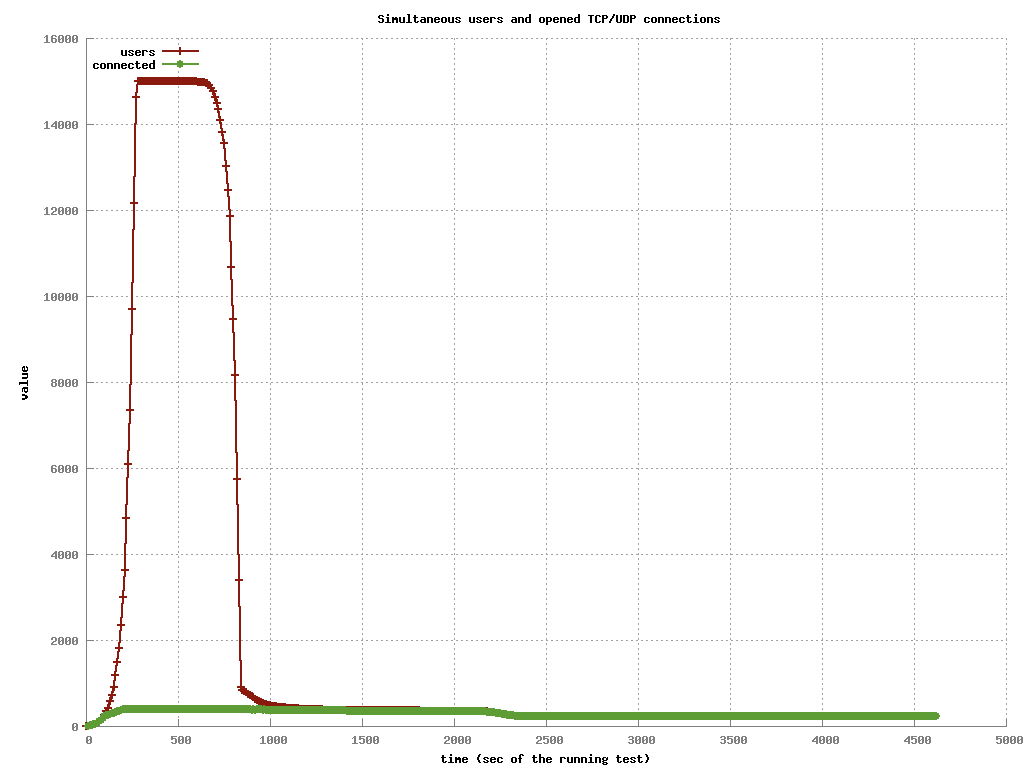 Simultaneous users and opened TCP/UDP connections
16000
users
connected
14000
12000
10000
value
8000
6000
4000
2000
0
0 500 1000 1500 2000 2500 3000 3500 4000 4500 5000
time (sec of the running test)